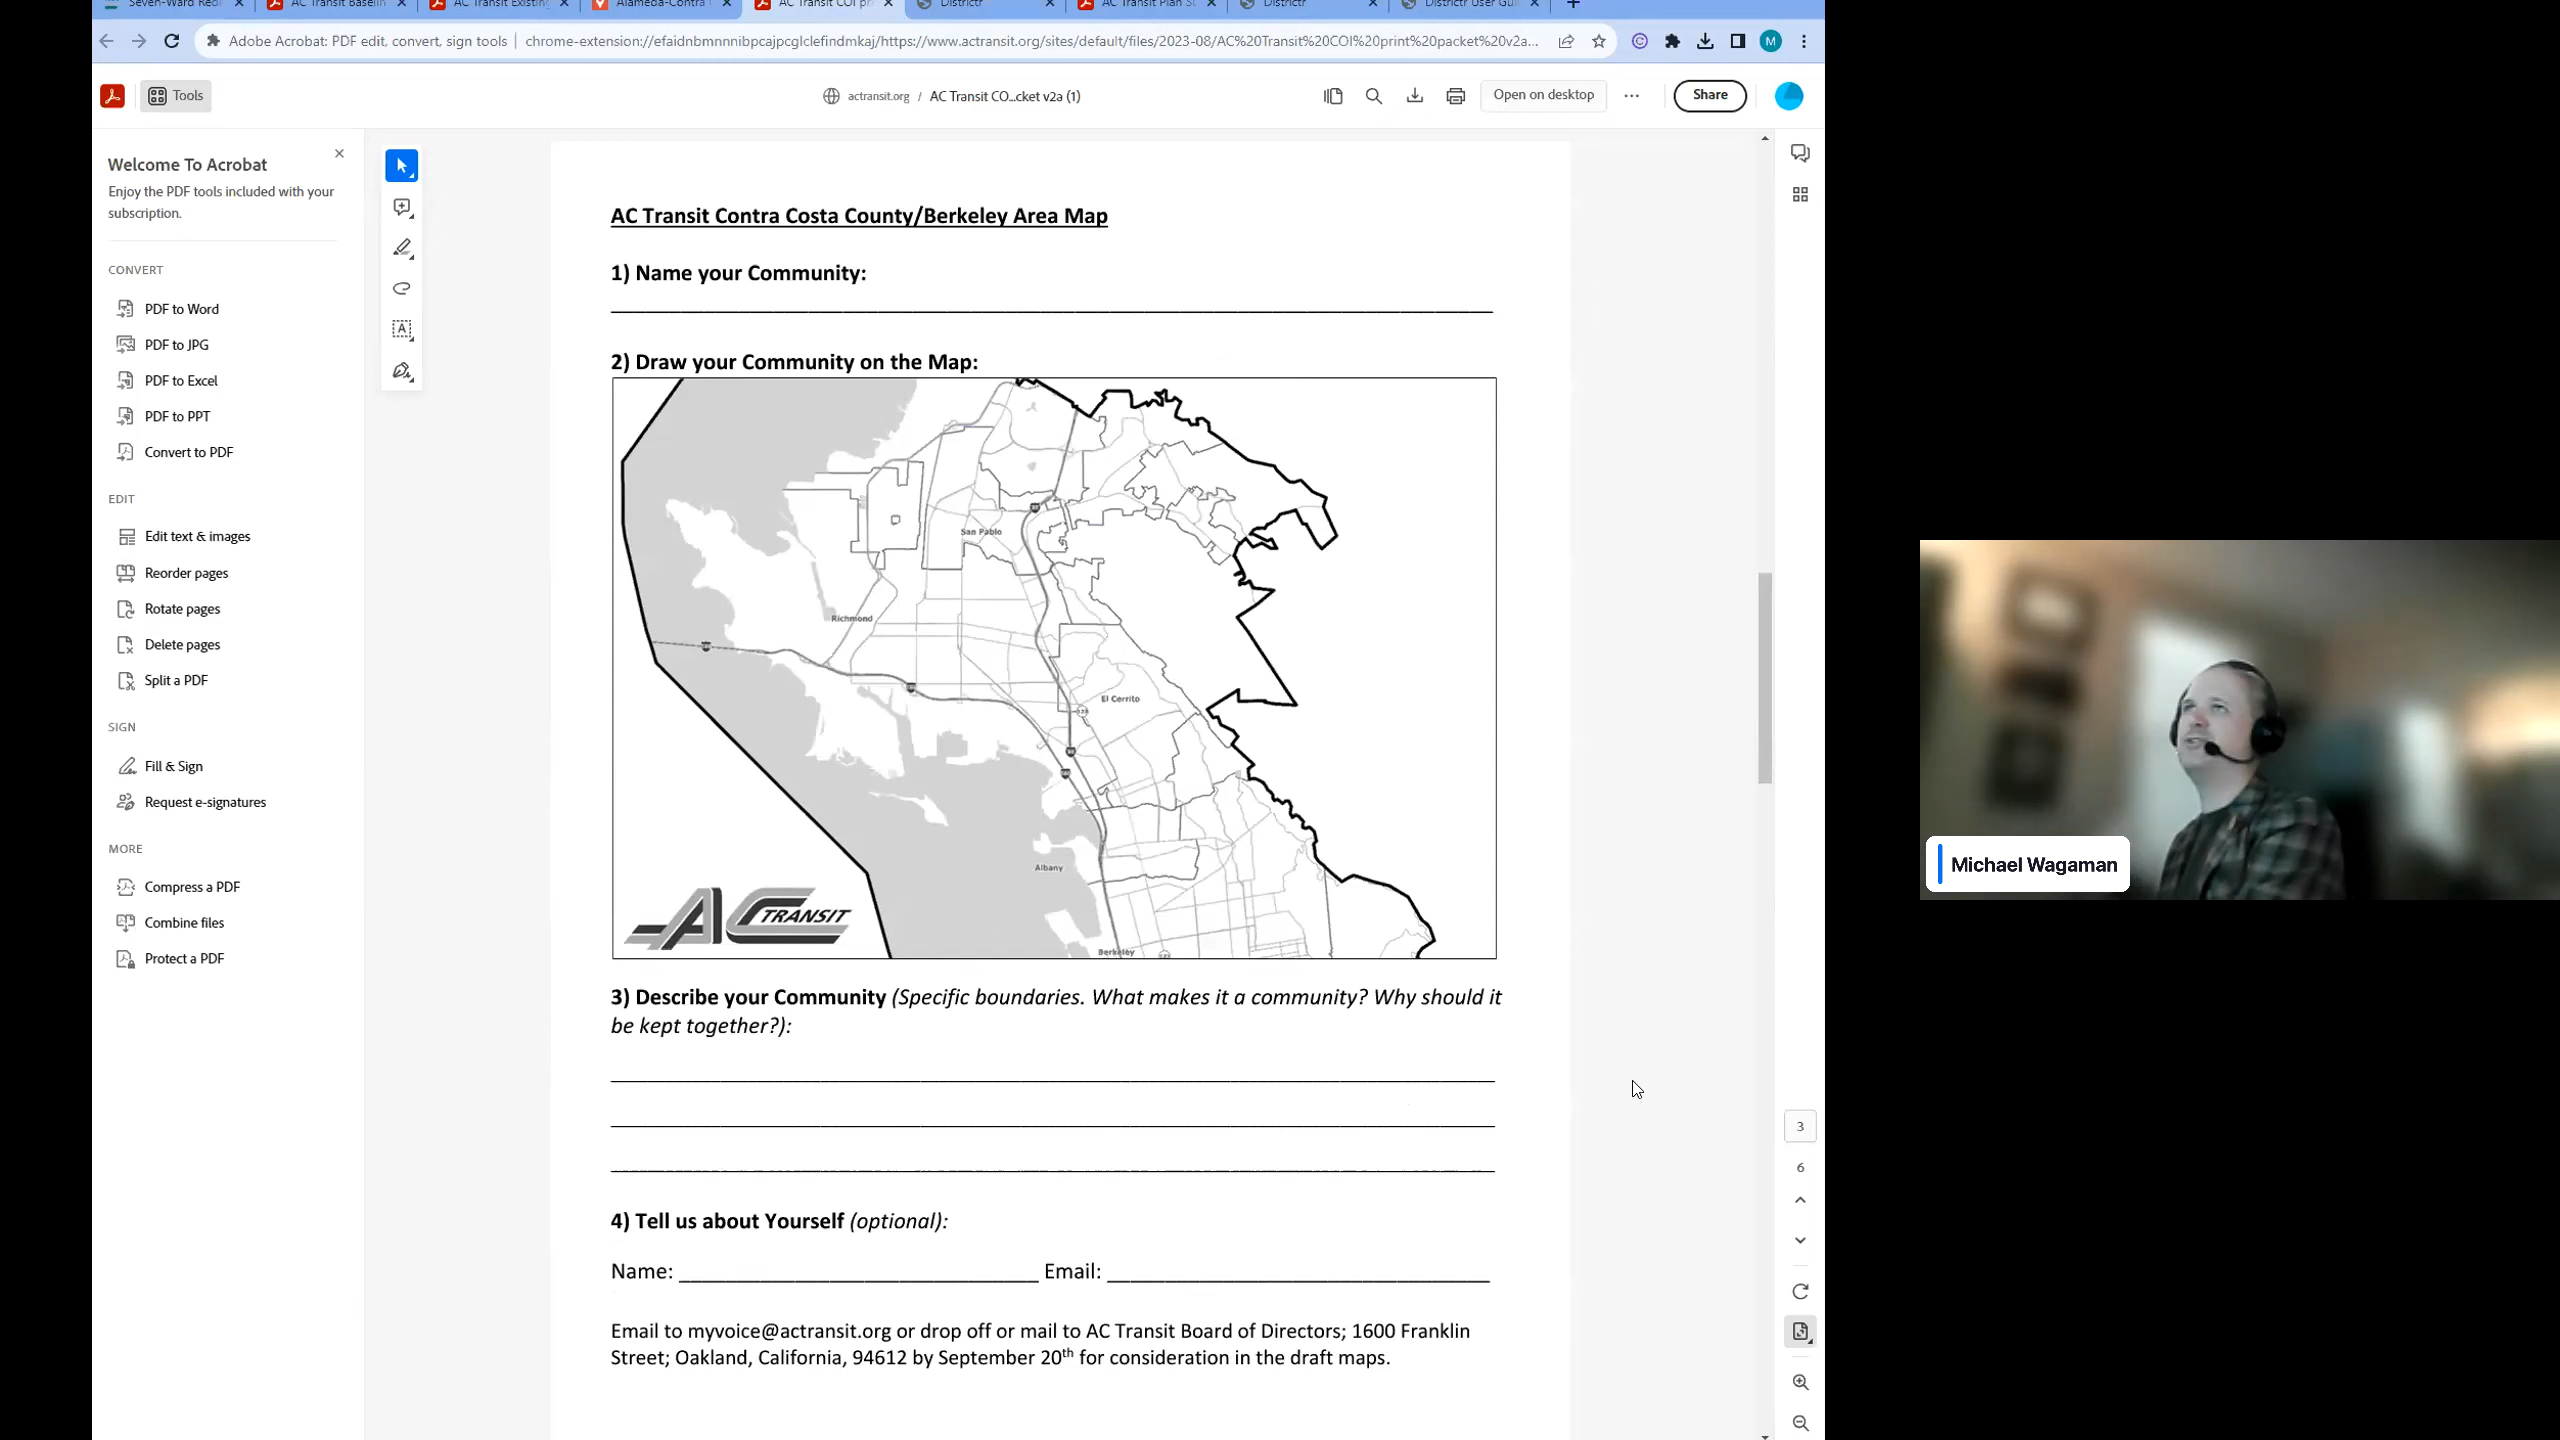 Seven-Ward Redi
AC Transit Baselin
AC Transit Existing
Alameda-Contra
AC Transit COI pr
Districtr
AC Transit Plan S
Districtr
Districtr User Gui
Adobe Acrobat: PDF edit, convert, sign tools
chrome-extension://efaidnbmnnnibpcajpcglclefindmkaj/https://www.actransit.org/sites/default/files/2023-08/AC%20Transit%20COI%20print%20packet%20v2a...
M
Tools
actransit.org / AC Transit CO...cket v2a (1)
Open on desktop
Share
Welcome To Acrobat
Enjoy the PDF tools included with your
subscription.
CONVERT
PDF to Word
PDF to JPG
PDF to Excel
PDF to PPT
Convert to PDF
EDIT
Edit text & images
Reorder pages
Rotate pages
Delete pages
Split a PDF
SIGN
Fill & Sign
Request e-signatures
MORE
Compress a PDF
Combine files
Protect a PDF
AC Transit Contra Costa County/Berkeley Area Map
1) Name your Community:
2) Draw your Community on the Map:
San Pablo
Richmond
El Cerrito
Albany
Berkeley
AC TRANSIT
3) Describe your Community (Specific boundaries. What makes it a community? Why should it
be kept together?):
4) Tell us about Yourself (optional):
Name: Email:
Email to myvoice@actransit.org or drop off or mail to AC Transit Board of Directors; 1600 Franklin
Street; Oakland, California, 94612 by September 20th for consideration in the draft maps.
3
6
Michael Wagaman